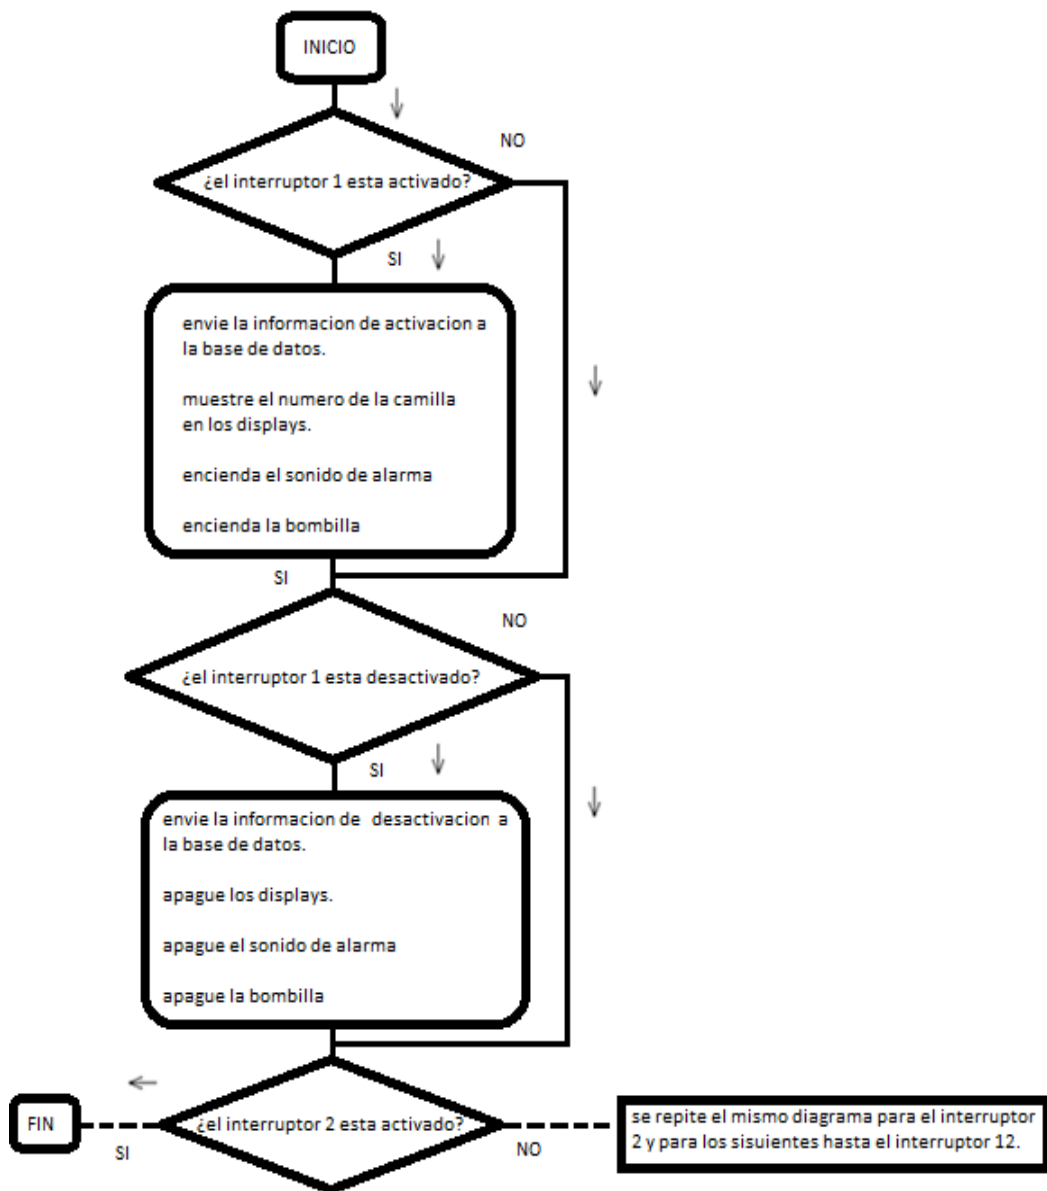 INICIO
NO
¿el interruptor 1 esta activado?
SI
envie la informacion de activacion a
la base de datos.
muestre el numero de la camilla
en los displays.
encienda el sonido de alarma
encienda la bombilla
SI
NO
¿el interruptor 1 esta desactivado?
SI
envie la informacion de desactivacion a
la base de datos.
apague los displays.
apague el sonido de alarma
apague la bombilla
FIN
SI
¿el interruptor 2 esta activado?
NO
se repite el mismo diagrama para el interruptor
2 y para los sisuientes hasta el interruptor 12.